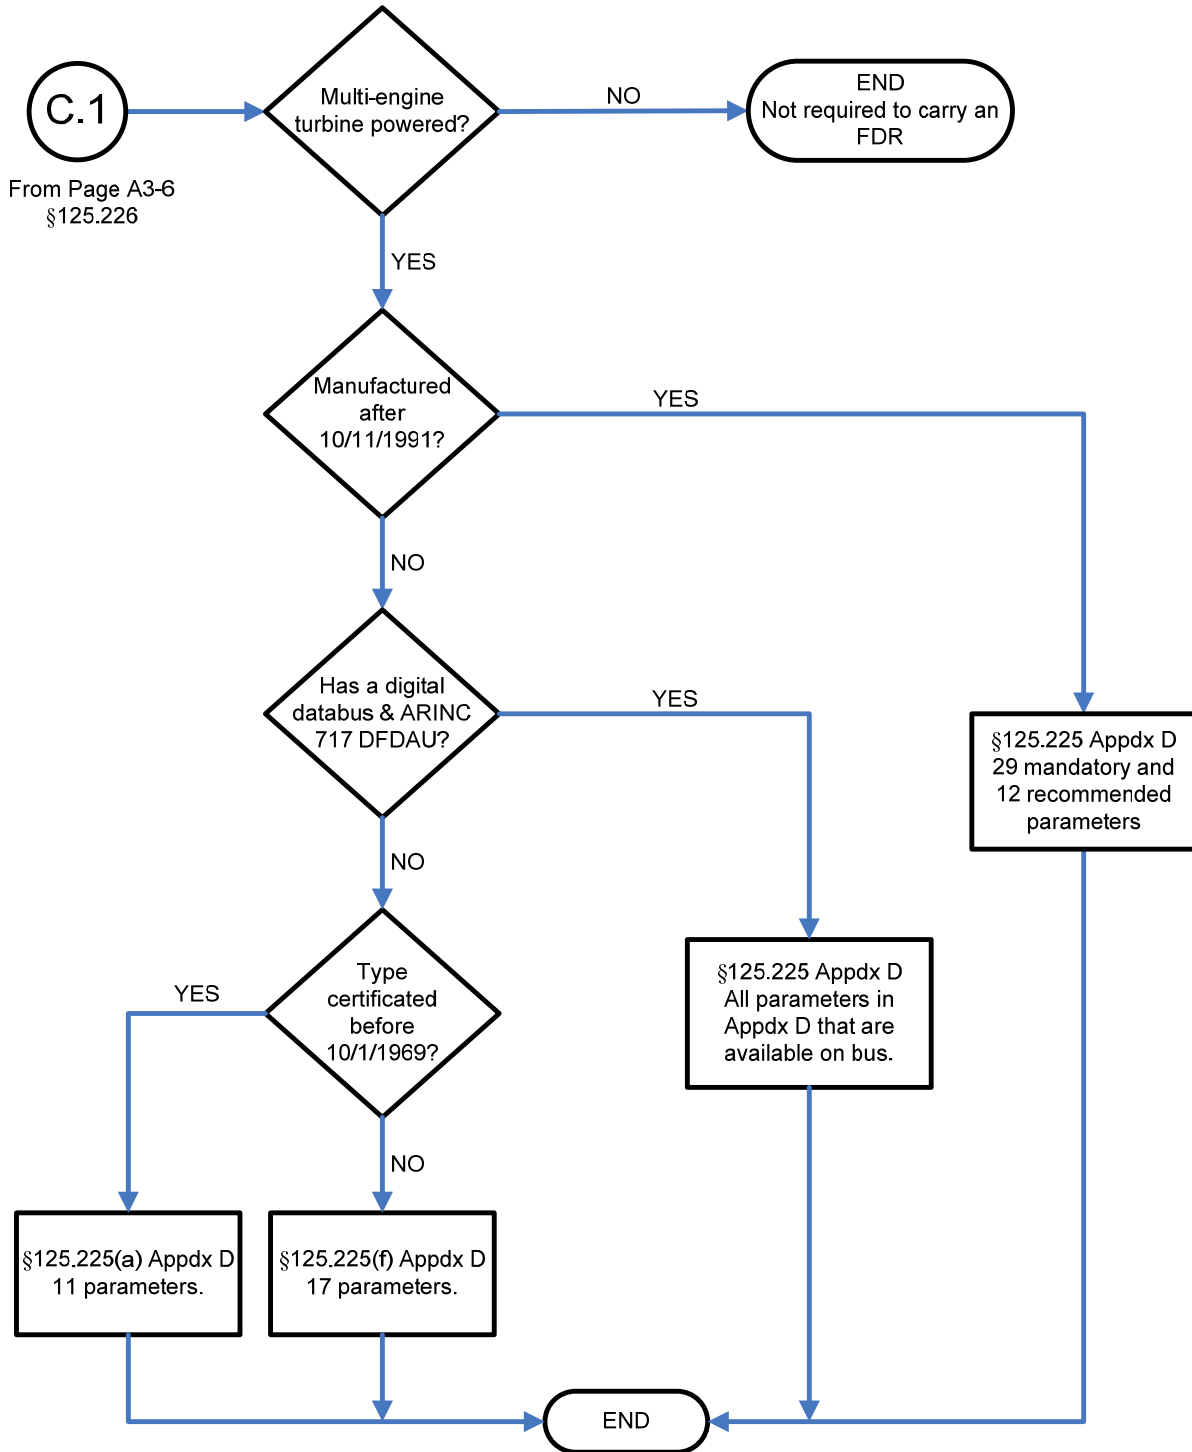 C.1
From Page A3-6
§125.226
Multi-engine
turbine powered?
NO
END
Not required to carry an
FDR
YES
Manufactured
after
10/11/1991?
YES
NO
Has a digital
databus & ARINC
717 DFDAU?
YES
§125.225 Appdx D
29 mandatory and
12 recommended
parameters
NO
Type
certificated
before
10/1/1969?
YES
§125.225 Appdx D
All parameters in
Appdx D that are
available on bus.
NO
§125.225(a) Appdx D
11 parameters.
§125.225(f) Appdx D
17 parameters.
END